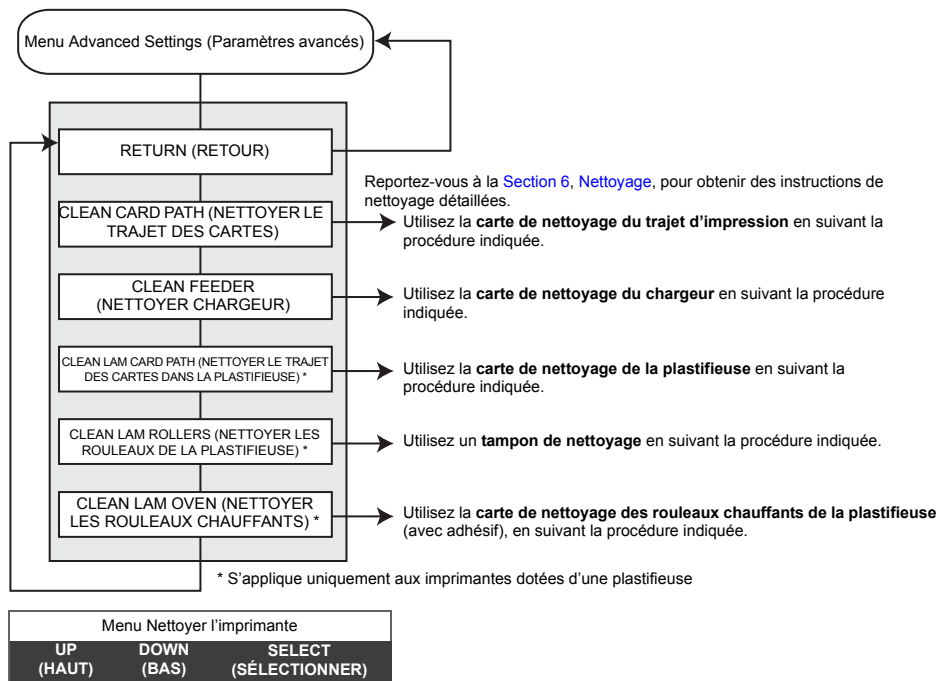 Menu Advanced Settings (Paramètres avancés)
RETURN (RETOUR)
Reportez-vous à la Section 6, Nettoyage, pour obtenir des instructions de
nettoyage détaillées.
CLEAN CARD PATH (NETTOYER LE
TRAJET DES CARTES)
Utilisez la carte de nettoyage du trajet d’impression en suivant la
procédure indiquée.
CLEAN FEEDER
(NETTOYER CHARGEUR)
Utilisez la carte de nettoyage du chargeur en suivant la procédure
indiquée.
CLEAN LAM CARD PATH (NETTOYER LE TRAJET
DES CARTES DANS LA PLASTIFIEUSE) *
Utilisez la carte de nettoyage de la plastifieuse en suivant la
procédure indiquée.
CLEAN LAM ROLLERS (NETTOYER LES
ROULEAUX DE LA PLASTIFIEUSE) *
Utilisez un tampon de nettoyage en suivant la procédure indiquée.
CLEAN LAM OVEN (NETTOYER
LES ROULEAUX CHAUFFANTS) *
Utilisez la carte de nettoyage des rouleaux chauffants de la plastifieuse
(avec adhésif), en suivant la procédure indiquée.
* S’applique uniquement aux imprimantes dotées d’une plastifieuse
Menu Nettoyer l’imprimante
UP DOWN SELECT
(HAUT) (BAS) (SÉLECTIONNER)